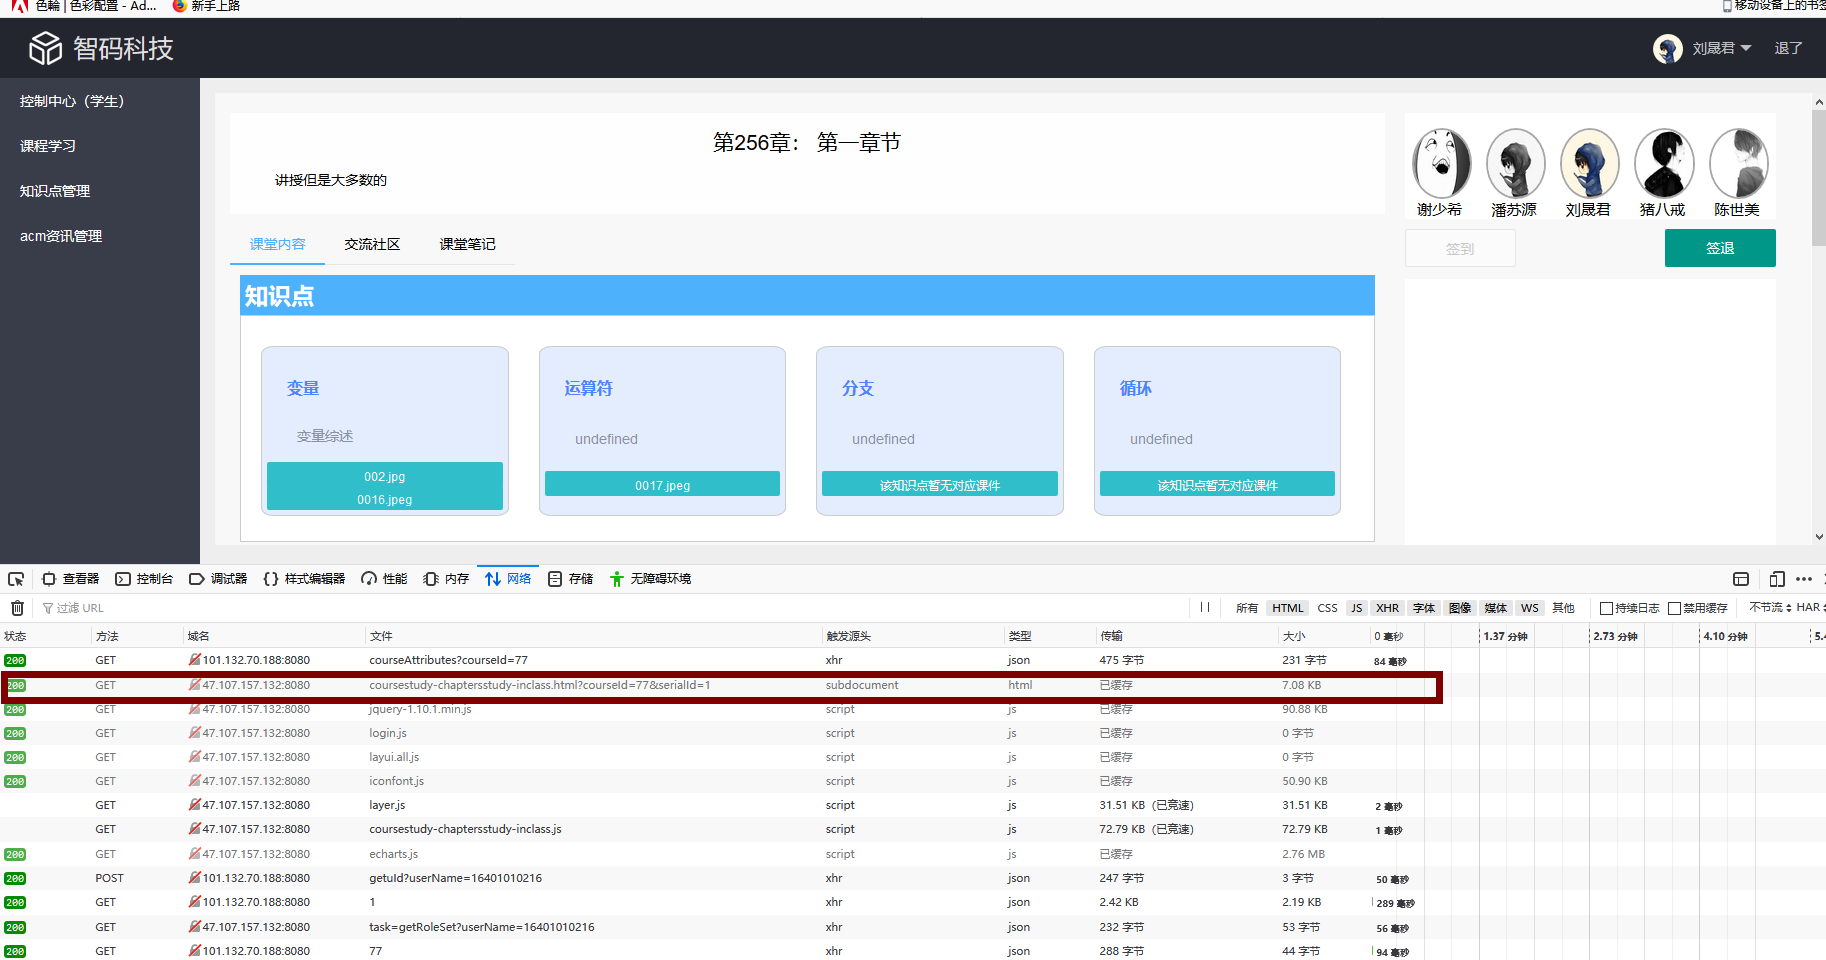 色輪 | 色彩配置 - Ad... 新手上路 移动设备上的书签
智码科技 刘晟君 退了
控制中心（学生）
课程学习
知识点管理
acm资讯管理
第256章： 第一章节
讲授但是大多数的
谢少希 潘苏源 刘晟君 猪八戒 陈世美
课堂内容 交流社区 课堂笔记
签到 签退
知识点
变量 运算符 分支 循环
变量综述 undefined undefined undefined
002.jpg
0016.jpeg 0017.jpeg 该知识点暂无对应课件 该知识点暂无对应课件
查看器 控制台 调试器 样式编辑器 性能 内存 网络 存储 无障碍环境
过滤 URL 所有 HTML CSS JS XHR 字体 图像 媒体 WS 其他 持续日志 禁用缓存 不节流 HAR
状态 方法 域名 文件 触发源头 类型 传输 大小 0 毫秒 1.37 分钟 2.73 分钟 4.10 分钟 5.4
200 GET 101.132.70.188:8080 courseAttributes?courseId=77 xhr json 475 字节 231 字节 84 毫秒
200 GET 47.107.157.132:8080 coursestudy-chaptersstudy-inclass.html?courseId=77&serialId=1 subdocument html 已缓存 7.08 KB
200 GET 47.107.157.132:8080 jquery-1.10.1.min.js script js 已缓存 90.88 KB
200 GET 47.107.157.132:8080 login.js script js 已缓存 0 字节
200 GET 47.107.157.132:8080 layui.all.js script js 已缓存 0 字节
200 GET 47.107.157.132:8080 iconfont.js script js 已缓存 50.90 KB
GET 47.107.157.132:8080 layer.js script js 31.51 KB（已竞速） 31.51 KB 2 毫秒
GET 47.107.157.132:8080 coursestudy-chaptersstudy-inclass.js script js 72.79 KB（已竞速） 72.79 KB 1 毫秒
200 GET 47.107.157.132:8080 echarts.js script js 已缓存 2.76 MB
200 POST 101.132.70.188:8080 getuId?userName=16401010216 xhr json 247 字节 3 字节 50 毫秒
200 GET 101.132.70.188:8080 1 xhr json 2.42 KB 2.19 KB 289 毫秒
200 GET 47.107.157.132:8080 task=getRoleSet?userName=16401010216 xhr json 232 字节 53 字节 56 毫秒
200 GET 101.132.70.188:8080 77 xhr json 288 字节 44 字节 94 毫秒